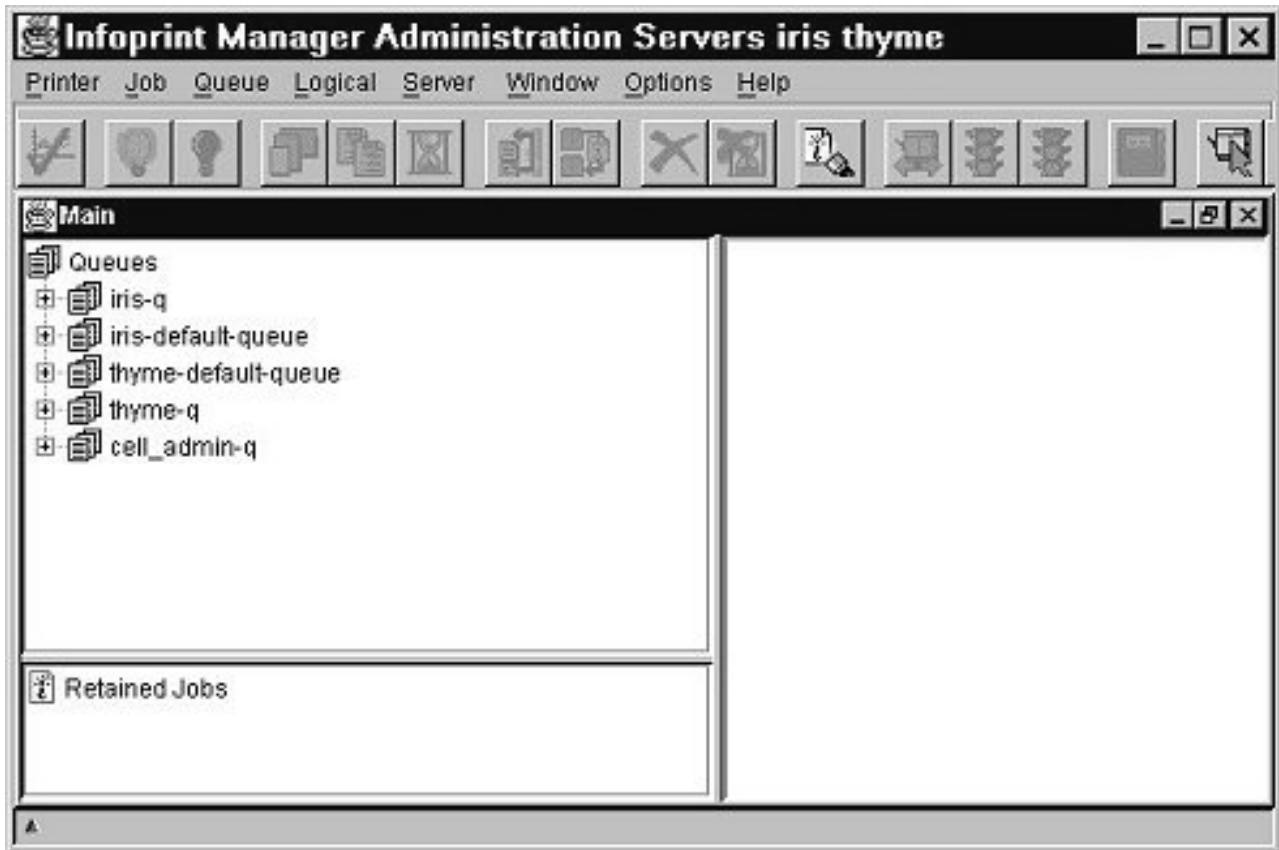 Infoprint Manager Administration Servers iris thyme
Printer Job Queue Logical Server Window Options Help
Main
Queues
iris-q
iris-default-queue
thyme-default-queue
thyme-q
cell_admin-q
Retained Jobs